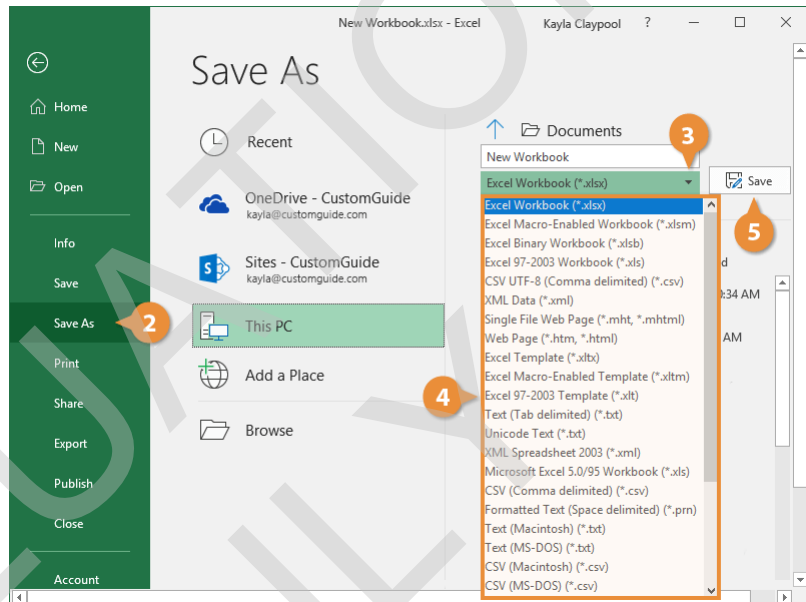 New Workbook.xlsx - Excel
Kayla Claypool
?
Save As
Home
New
Open
Info
Save
Save As
2
Print
Share
Export
Publish
Close
Account
Recent
OneDrive - CustomGuide
kayla@customguide.com
Sites - CustomGuide
kayla@customguide.com
This PC
Add a Place
Browse
Documents
3
New Workbook
Excel Workbook (*.xlsx)
Save
5
4
Excel Workbook (*.xlsx)
Excel Macro-Enabled Workbook (*.xlsm)
Excel Binary Workbook (*.xlsb)
Excel 97-2003 Workbook (*.xls)
CSV UTF-8 (Comma delimited) (*.csv)
XML Data (*.xml)
Single File Web Page (*.mht, *.mhtml)
Web Page (*.htm, *.html)
Excel Template (*.xltx)
Excel Macro-Enabled Template (*.xltm)
Excel 97-2003 Template (*.xlt)
Text (Tab delimited) (*.txt)
Unicode Text (*.txt)
XML Spreadsheet 2003 (*.xml)
Microsoft Excel 5.0/95 Workbook (*.xls)
CSV (Comma delimited) (*.csv)
Formatted Text (Space delimited) (*.prn)
Text (Macintosh) (*.txt)
Text (MS-DOS) (*.txt)
CSV (Macintosh) (*.csv)
CSV (MS-DOS) (*.csv)
:34 AM
AM